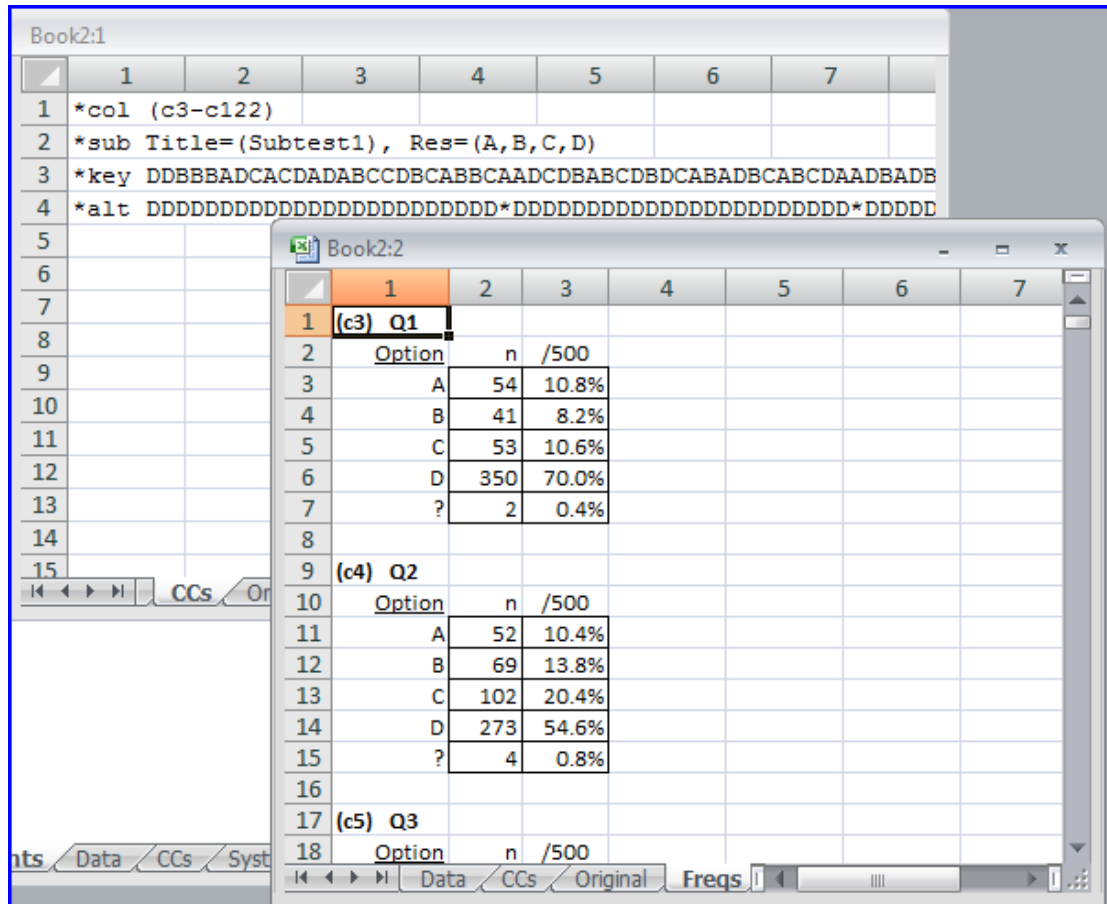 Book2:1
1 2 3 4 5 6 7
1 *col (c3-c122)
2 *sub Title=(Subtest1), Res=(A,B,C,D)
3 *key DDBBBADCACDADABCCDBCABBCAADCDBABCDBDCABADBCABCDAADBADB
4 *alt DDDDDDDDDDDDDDDDDDDDDDDD*DDDDDDDDDDDDDDDDDDDDDDD*DDDDD
5
6
7
8
9
10
11
12
13
14
15
CCs Or
nts Data CCs Syst
Book2:2
1 2 3 4 5 6 7
1 (c3) Q1
2 Option n /500
3 A 54 10.8%
4 B 41 8.2%
5 C 53 10.6%
6 D 350 70.0%
7 ? 2 0.4%
8
9 (c4) Q2
10 Option n /500
11 A 52 10.4%
12 B 69 13.8%
13 C 102 20.4%
14 D 273 54.6%
15 ? 4 0.8%
16
17 (c5) Q3
18 Option n /500
Data CCs Original Freqs